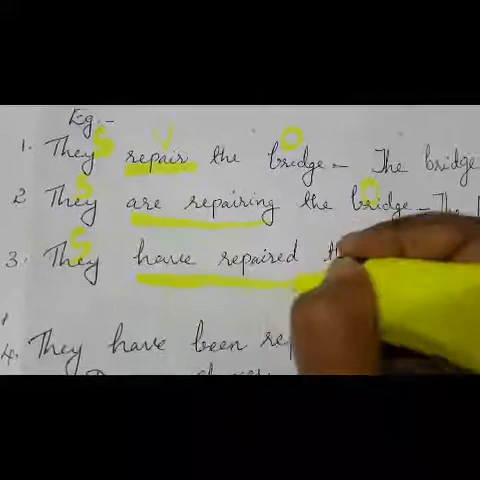 Eg:-
S V O
1. They repair the bridge - The bridge
S O
2 They are repairing the bridge - The
S
3. They have repaired
4. They have been rep